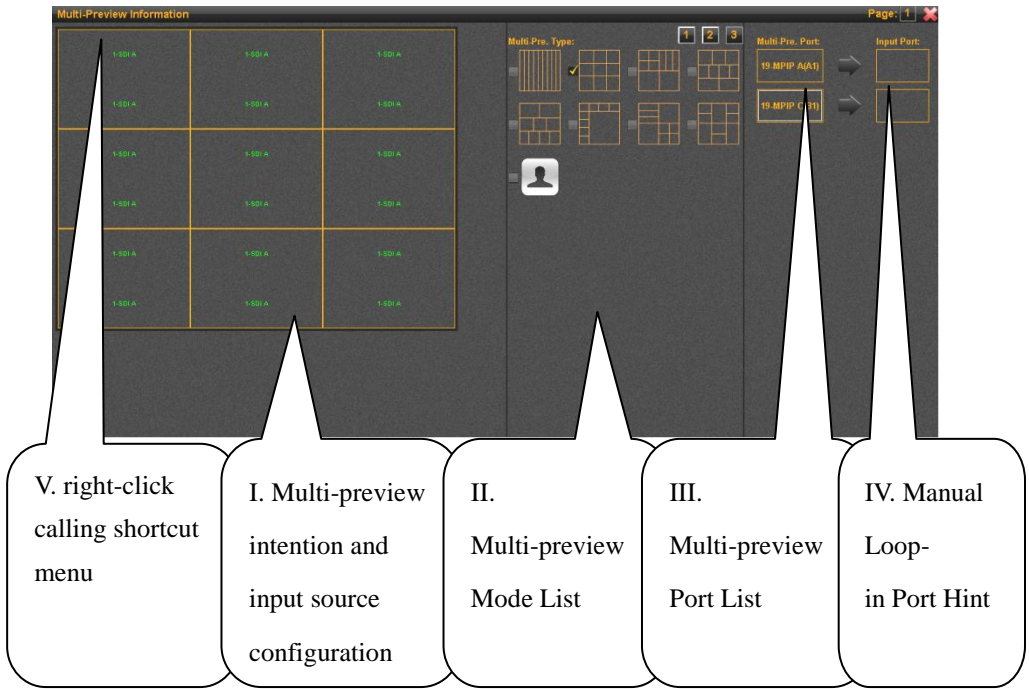 Multi-Preview Information
Page: 1
1-SDI A 1-SDI A 1-SDI A
1-SDI A 1-SDI A 1-SDI A
1-SDI A 1-SDI A 1-SDI A
1-SDI A 1-SDI A 1-SDI A
1-SDI A 1-SDI A 1-SDI A
1-SDI A 1-SDI A 1-SDI A
Multi-Pre. Type:
1 2 3
Multi-Pre. Port:
Input Port:
19-MPIP A(A1)
19-MPIP
V. right-click
calling shortcut
menu
I. Multi-preview
intention and
input source
configuration
II.
Multi-preview
Mode List
III.
Multi-preview
Port List
IV. Manual
Loop-
in Port Hint